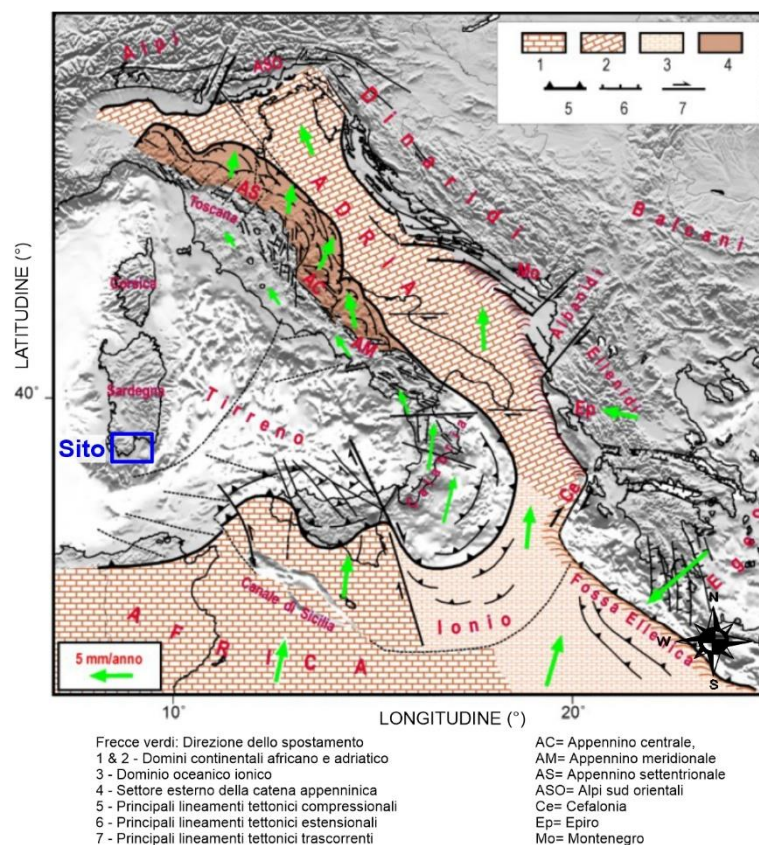 Alpi
ASO
1 2 3 4
5 6 7
Dinaridi
ADRIA
AS
Toscana
Balcani
Corsica
AC
Mo
Albanidi
AM
Ellenidi
LATITUDINE (°)
40°
Sardegna
Tirreno
Ep
Sito
Calabria
Ce
Egeo
N
Fossa Ellenica
W
Canale di Sicilia
Ionio
S
AFRICA
5 mm/anno
10°
20°
LONGITUDINE (°)
Frecce verdi: Direzione dello spostamento
1 & 2 - Domini continentali africano e adriatico
3 - Dominio oceanico ionico
4 - Settore esterno della catena appenninica
5 - Principali lineamenti tettonici compressionali
6 - Principali lineamenti tettonici estensionali
7 - Principali lineamenti tettonici trascorrenti
AC= Appennino centrale,
AM= Appennino meridionale
AS= Appennino settentrionale
ASO= Alpi sud orientali
Ce= Cefalonia
Ep= Epiro
Mo= Montenegro